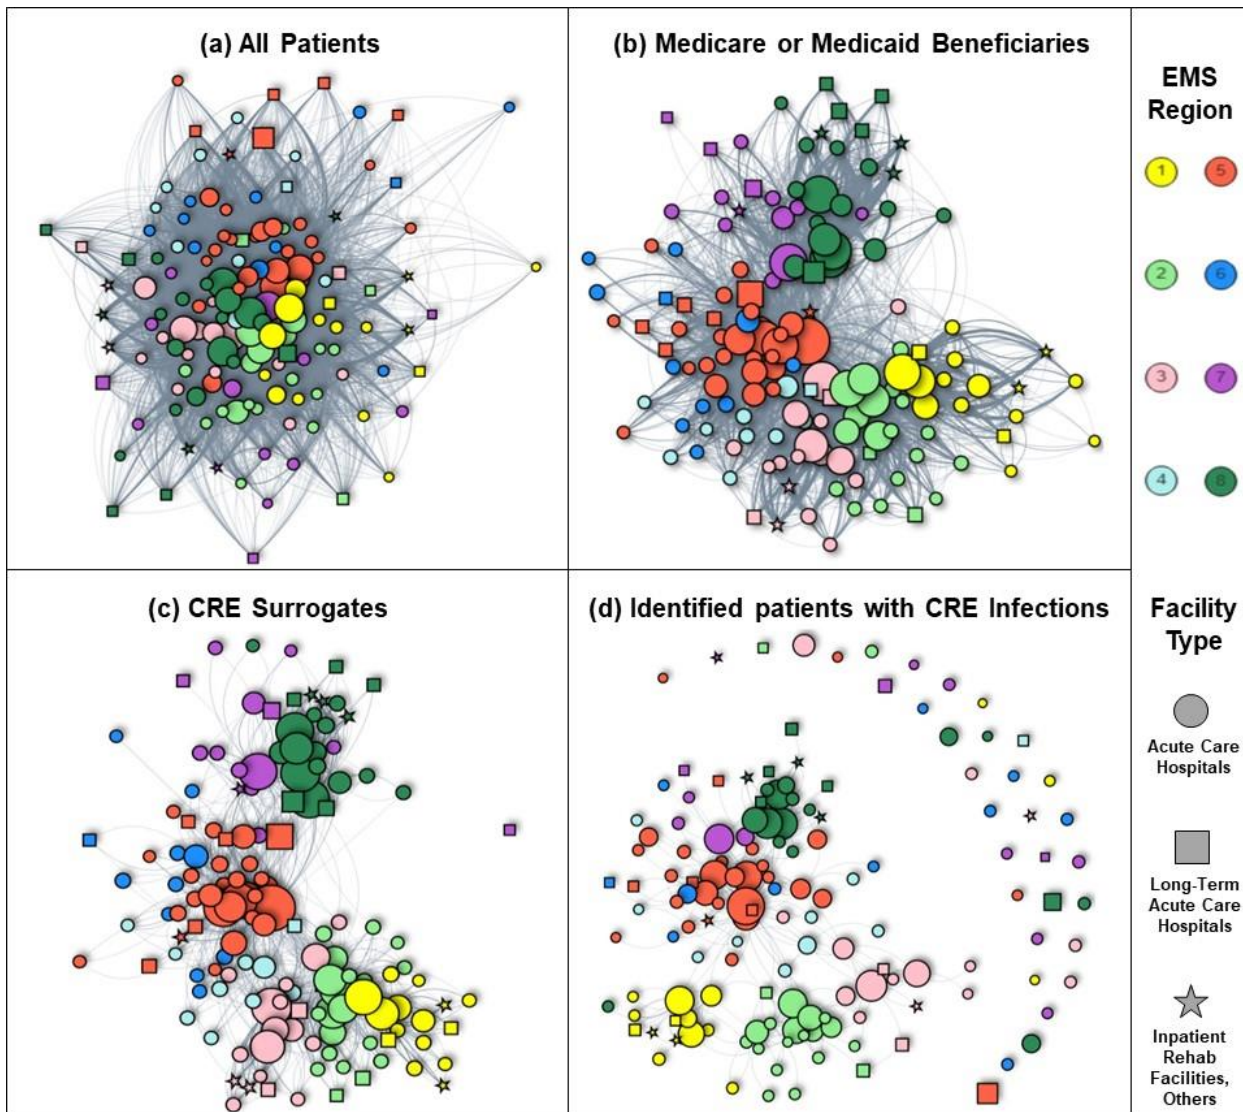 (a) All Patients
(b) Medicare or Medicaid Beneficiaries
EMS
Region
1 5
2 6
3 7
4 8
(c) CRE Surrogates
(d) Identified patients with CRE Infections
Facility
Type
Acute Care
Hospitals
Long-Term
Acute Care
Hospitals
Inpatient
Rehab
Facilities,
Others